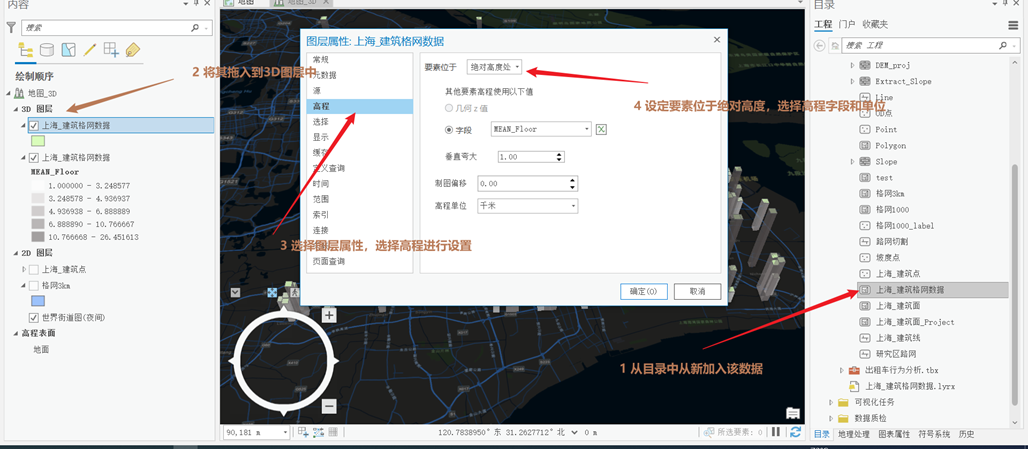 内容
搜索
绘制顺序
地图_3D
3D 图层
上海_建筑格网数据
上海_建筑格网数据
MEAN_Floor
1.000000 - 3.248577
3.248578 - 4.936937
4.936938 - 6.888889
6.888890 - 10.766667
10.766668 - 26.451613
2D 图层
上海_建筑点
格网3km
世界街道图(夜间)
高程表面
地面
地图
地图_3D
2 将其拖入到3D图层中
图层属性: 上海_建筑格网数据
常规
元数据
源
高程
选择
显示
缓存
定义查询
时间
范围
索引
连接
页面查询
3 选择图层属性，选择高程进行设置
要素位于
绝对高度处
其他要素高程使用以下值
几何 z 值
字段
MEAN_Floor
垂直夸大
1.00
制图偏移
0.00
高程单位
千米
确定(O)
取消
4 设定要素位于绝对高度，选择高程字段和单位
1 从目录中从新加入该数据
90,181 m
120.7838950°东 31.2627712°北
0 m
所选要素: 0
目录
工程
门户
收藏夹
搜索 工程
DEM_proj
Extract_Slope
Line
OD点
Point
Polygon
Slope
test
格网3km
格网1000
格网1000_label
路网切割
坡度点
上海_建筑点
上海_建筑格网数据
上海_建筑面
上海_建筑面_Project
上海_建筑线
研究区路网
出租车行为分析.tbx
上海_建筑格网数据.lyrx
可视化任务
数据质检
目录
地理处理
图表属性
符号系统
历史